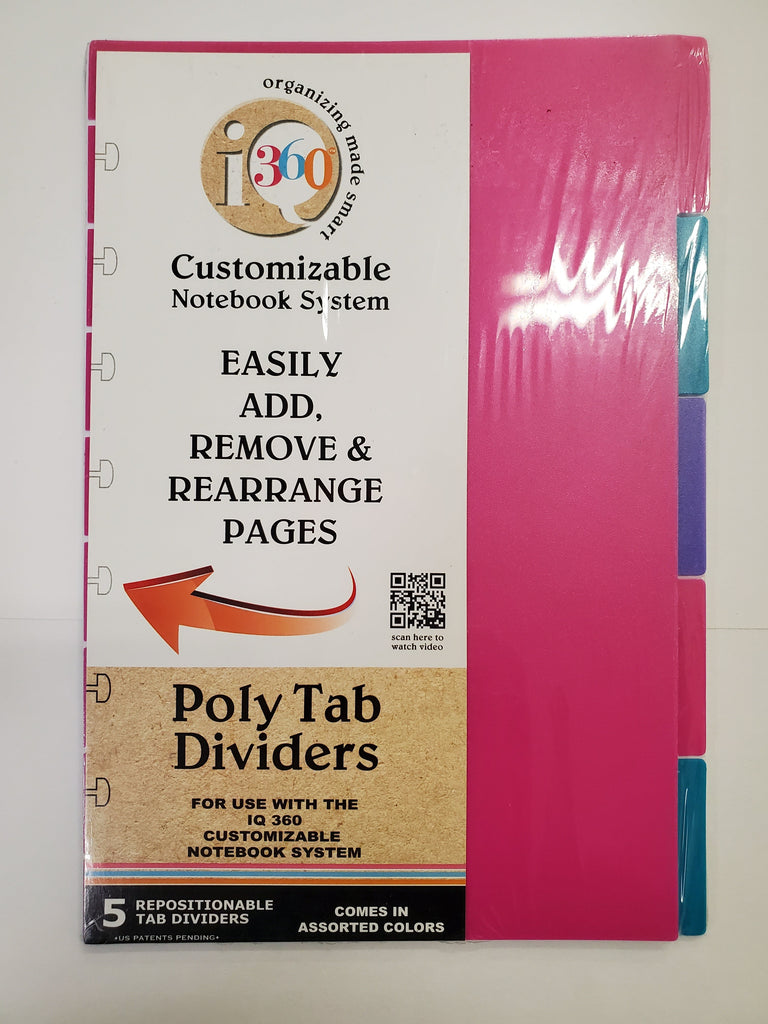 organizing made smart
iQ
360°
Customizable
Notebook System
EASILY
ADD,
REMOVE &
REARRANGE
PAGES
scan here to
watch video
Poly Tab
Dividers
FOR USE WITH THE
IQ 360
CUSTOMIZABLE
NOTEBOOK SYSTEM
5 REPOSITIONABLE
TAB DIVIDERS
COMES IN
ASSORTED COLORS
•US PATENTS PENDING•